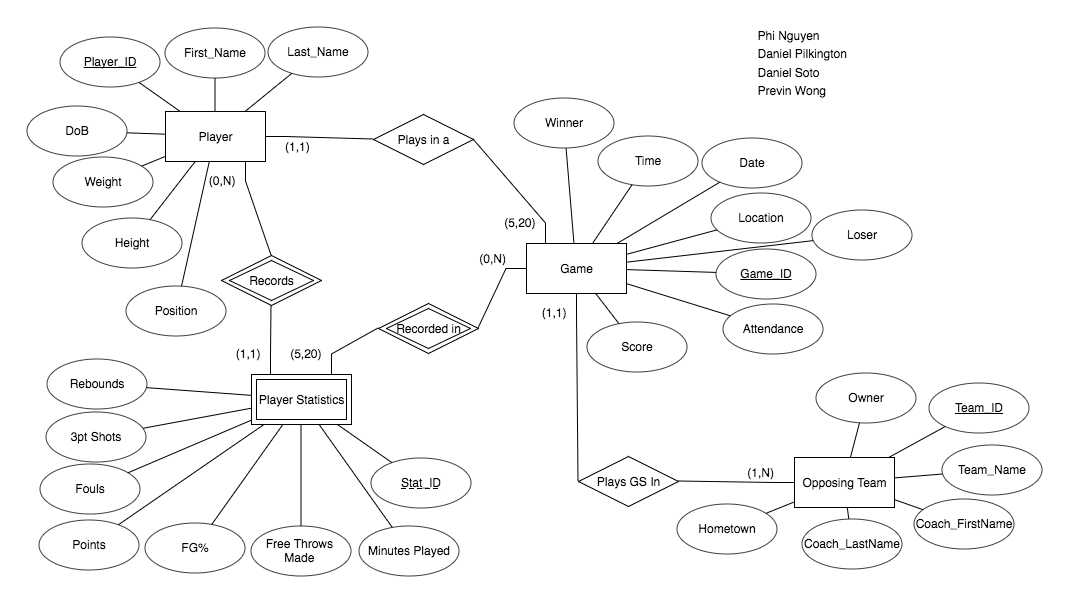 Phi Nguyen
Daniel Pilkington
Daniel Soto
Previn Wong
Player_ID
First_Name
Last_Name
DoB
Player
Weight
Height
Position
(1,1)
(0,N)
Plays in a
Winner
Time
Date
Location
Loser
(5,20)
(0,N)
Game
Game_ID
Attendance
Score
(1,1)
Records
Recorded in
(1,1)
(5,20)
Rebounds
3pt Shots
Fouls
Points
Player Statistics
FG%
Free Throws
Made
Minutes Played
Stat_ID
Owner
Team_ID
Plays GS In
(1,N)
Opposing Team
Team_Name
Hometown
Coach_LastName
Coach_FirstName